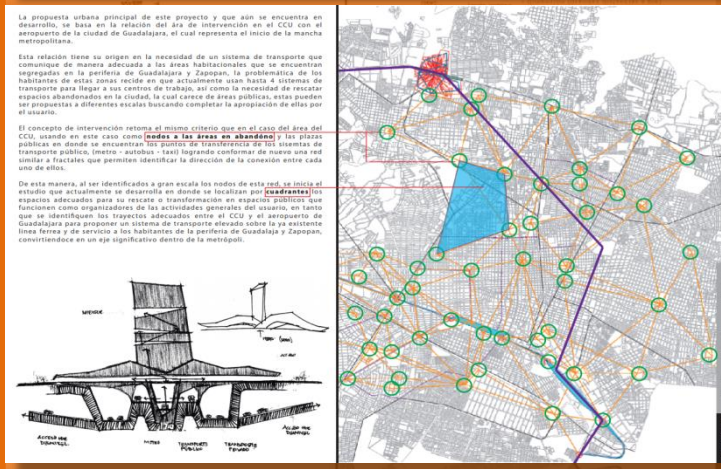 La propuesta urbana principal de este proyecto y que aún se encuentra en
desarrollo, se basa en la relación del ára de intervención en el CCU con el
aeropuerto de la ciudad de Guadalajara, el cual representa el inicio de la mancha
metropolitana.
Esta relación tiene su origen en la necesidad de un sistema de transporte que
comunique de manera adecuada a las áreas habitacionales que se encuentran
segregadas en la periferia de Guadalajara y Zapopan, la problemática de los
habitantes de estas zonas recide en que actualmente usan hasta 4 sistemas de
transporte para llegar a sus centros de trabajo, así como la necesidad de rescatar
espacios abandonados en la ciudad, la cual carece de áreas públicas, estas pueden
ser propuestas a diferentes escalas buscando completar la apropiación de ellas por
el usuario.
El concepto de intervención retoma el mismo criterio que en el caso del área del
CCU, usando en este caso como nodos a las áreas en abandóno y las plazas
públicas en donde se encuentran los puntos de transferencia de los sisemtas de
transporte público, (metro - autobus - taxi) logrando conformar de nuevo una red
similar a fractales que permiten identificar la dirección de la conexión entre cada
uno de ellos.
De esta manera, al ser identificados a gran escala los nodos de esta red, se inicia el
estudio que actualmente se desarrolla en donde se localizan por cuadrantes los
espacios adecuados para su rescate o transformación en espacios públicos que
funcionen como organizadores de las actividades generales del usuario, en tanto
que se identifiquen los trayectos adecuados entre el CCU y el aeropuerto de
Guadalajara para proponer un sistema de transporte elevado sobre la ya existente
linea ferrea y de servicio a los habitantes de la periferia de Guadalaja y Zapopan,
convirtiendoce en un eje significativo dentro de la metrópoli.
METRO
TRANSPORTE
PÚBLICO
TRANSPORTE
PRIVADO